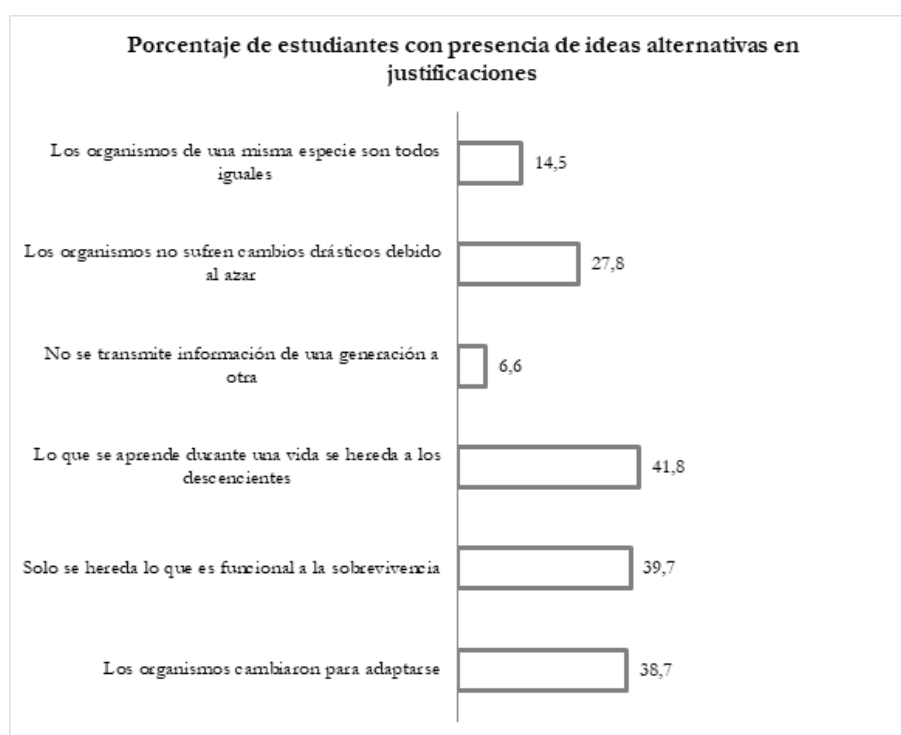 Porcentaje de estudiantes con presencia de ideas alternativas en
justificaciones
Los organismos de una misma especie son todos
iguales
14,5
Los organismos no sufren cambios drásticos debido
al azar
27,8
No se transmite información de una generación a
otra
6,6
Lo que se aprende durante una vida se hereda a los
descencientes
41,8
Solo se hereda lo que es funcional a la sobrevivencia
39,7
Los organismos cambiaron para adaptarse
38,7